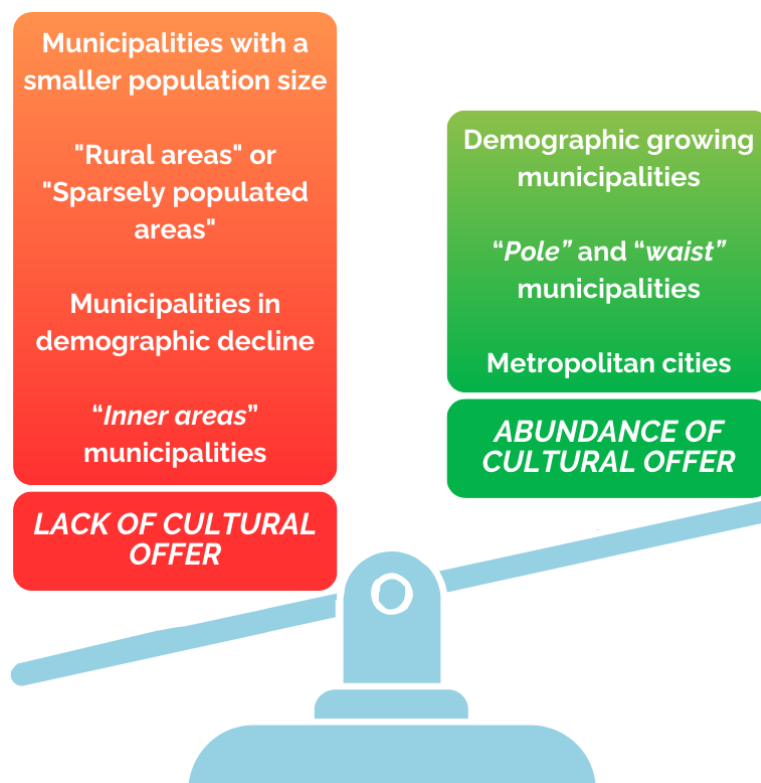 Municipalities with a
smaller population size
"Rural areas" or
"Sparsely populated
areas"
Municipalities in
demographic decline
“Inner areas”
municipalities
LACK OF CULTURAL
OFFER
Demographic growing
municipalities
“Pole” and “waist”
municipalities
Metropolitan cities
ABUNDANCE OF
CULTURAL OFFER